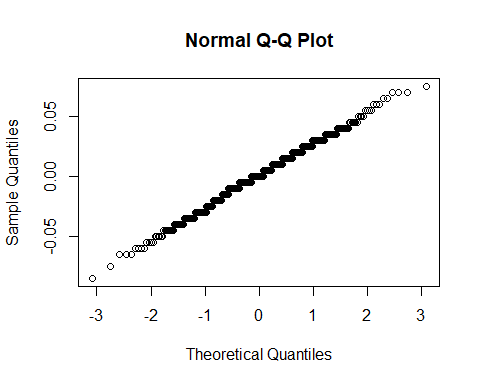 Normal Q-Q Plot
Sample Quantiles
0.05
0.00
-0.05
-3 -2 -1 0 1 2 3
Theoretical Quantiles